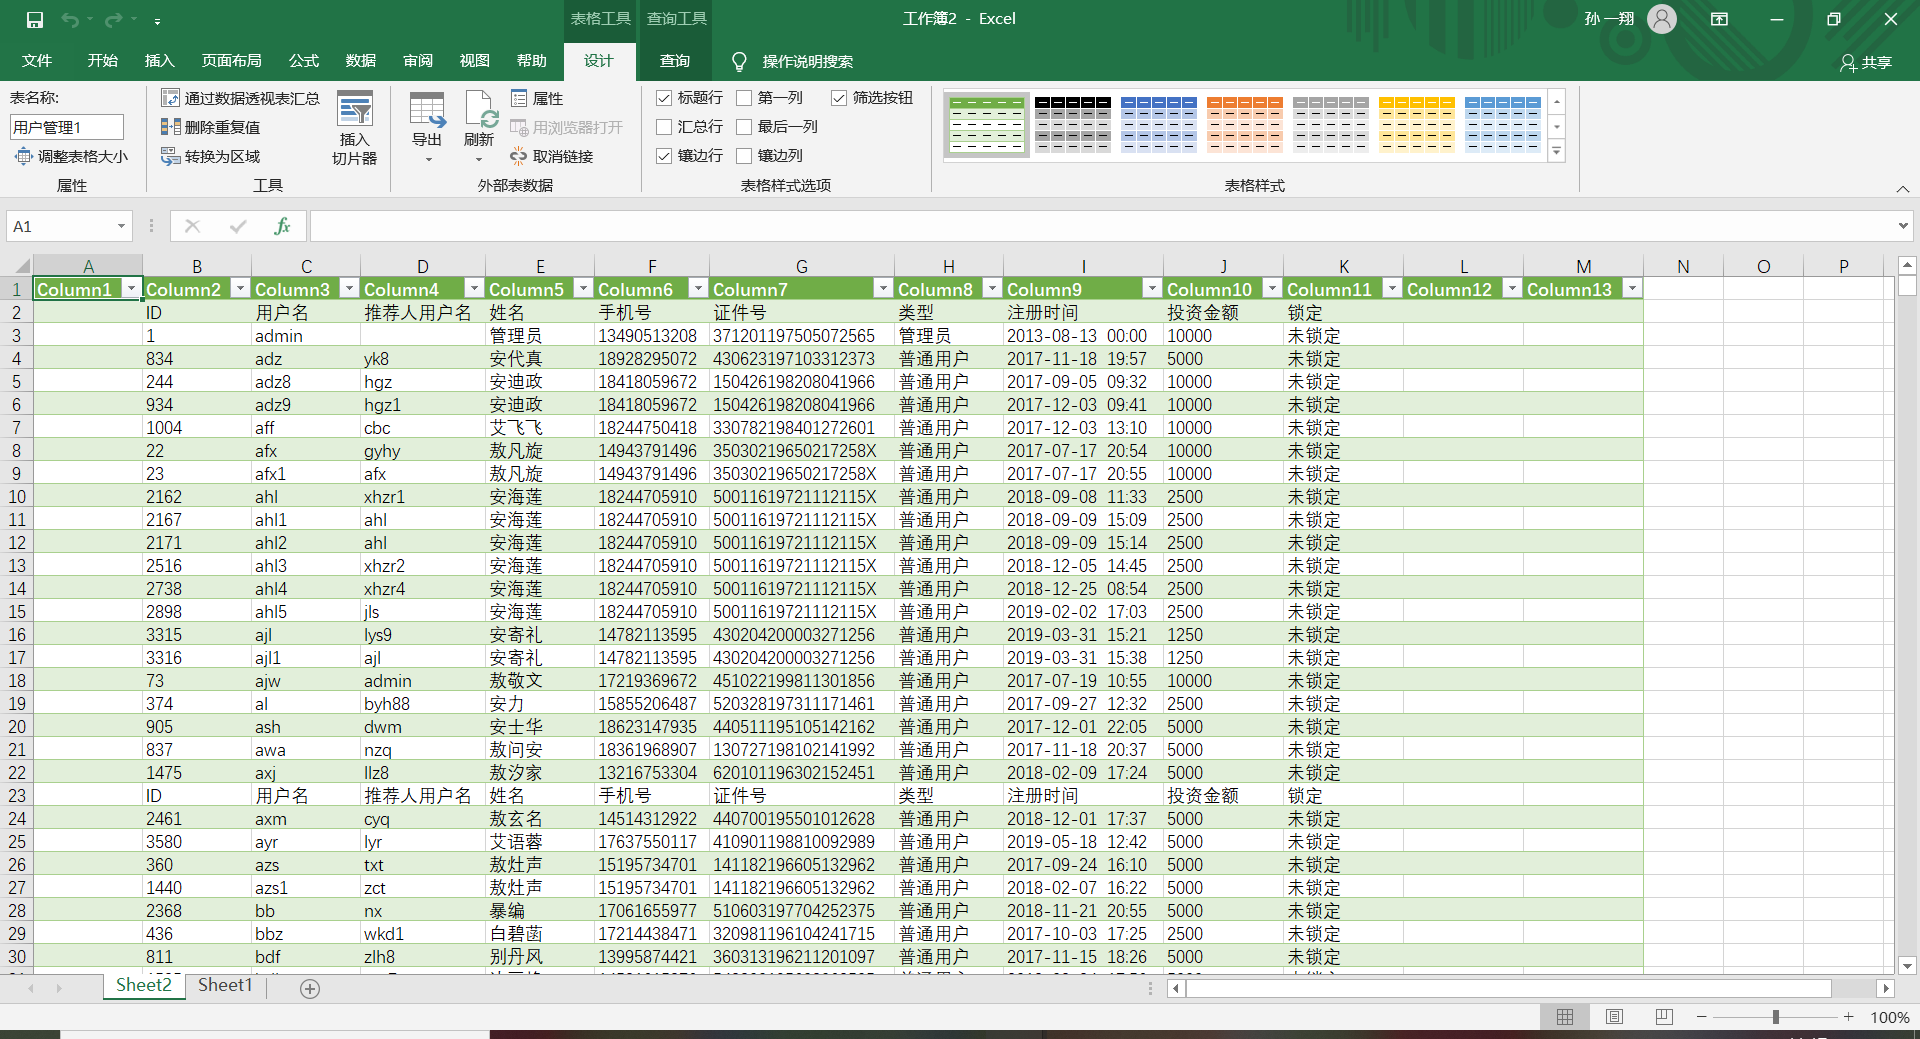 表格工具 查询工具 工作簿2 - Excel 孙一翔
文件 开始 插入 页面布局 公式 数据 审阅 视图 帮助 设计 查询 操作说明搜索 共享
表名称: 通过数据透视表汇总 属性 标题行 第一列 筛选按钮
用户管理1 删除重复值 插入切片器 导出 刷新 用浏览器打开 汇总行 最后一列
调整表格大小 转换为区域 取消链接 镶边行 镶边列
属性 工具 外部表数据 表格样式选项 表格样式
A1 fx
A B C D E F G H I J K L M N O P
1 Column1 Column2 Column3 Column4 Column5 Column6 Column7 Column8 Column9 Column10 Column11 Column12 Column13
2 ID 用户名 推荐人用户名 姓名 手机号 证件号 类型 注册时间 投资金额 锁定
3 1 admin 管理员 13490513208 371201197505072565 管理员 2013-08-13 00:00 10000 未锁定
4 834 adz yk8 安代真 18928295072 430623197103312373 普通用户 2017-11-18 19:57 5000 未锁定
5 244 adz8 hgz 安迪政 18418059672 150426198208041966 普通用户 2017-09-05 09:32 10000 未锁定
6 934 adz9 hgz1 安迪政 18418059672 150426198208041966 普通用户 2017-12-03 09:41 10000 未锁定
7 1004 aff cbc 艾飞飞 18244750418 330782198401272601 普通用户 2017-12-03 13:10 10000 未锁定
8 22 afx gyhy 敖凡旋 14943791496 35030219650217258X 普通用户 2017-07-17 20:54 10000 未锁定
9 23 afx1 afx 敖凡旋 14943791496 35030219650217258X 普通用户 2017-07-17 20:55 10000 未锁定
10 2162 ahl xhzr1 安海莲 18244705910 50011619721112115X 普通用户 2018-09-08 11:33 2500 未锁定
11 2167 ahl1 ahl 安海莲 18244705910 50011619721112115X 普通用户 2018-09-09 15:09 2500 未锁定
12 2171 ahl2 ahl 安海莲 18244705910 50011619721112115X 普通用户 2018-09-09 15:14 2500 未锁定
13 2516 ahl3 xhzr2 安海莲 18244705910 50011619721112115X 普通用户 2018-12-05 14:45 2500 未锁定
14 2738 ahl4 xhzr4 安海莲 18244705910 50011619721112115X 普通用户 2018-12-25 08:54 2500 未锁定
15 2898 ahl5 jls 安海莲 18244705910 50011619721112115X 普通用户 2019-02-02 17:03 2500 未锁定
16 3315 ajl lys9 安寄礼 14782113595 430204200003271256 普通用户 2019-03-31 15:21 1250 未锁定
17 3316 ajl1 ajl 安寄礼 14782113595 430204200003271256 普通用户 2019-03-31 15:38 1250 未锁定
18 73 ajw admin 敖敬文 17219369672 451022199811301856 普通用户 2017-07-19 10:55 10000 未锁定
19 374 al byh88 安力 15855206487 520328197311171461 普通用户 2017-09-27 12:32 2500 未锁定
20 905 ash dwm 安士华 18623147935 440511195105142162 普通用户 2017-12-01 22:05 5000 未锁定
21 837 awa nzq 敖问安 18361968907 130727198102141992 普通用户 2017-11-18 20:37 5000 未锁定
22 1475 axj llz8 敖汐家 13216753304 620101196302152451 普通用户 2018-02-09 17:24 5000 未锁定
23 ID 用户名 推荐人用户名 姓名 手机号 证件号 类型 注册时间 投资金额 锁定
24 2461 axm cyq 敖玄名 14514312922 440700195501012628 普通用户 2018-12-01 17:37 5000 未锁定
25 3580 ayr lyr 艾语蓉 17637550117 410901198810092989 普通用户 2019-05-18 12:42 5000 未锁定
26 360 azs txt 敖灶声 15195734701 141182196605132962 普通用户 2017-09-24 16:10 5000 未锁定
27 1440 azs1 zct 敖灶声 15195734701 141182196605132962 普通用户 2018-02-07 16:22 5000 未锁定
28 2368 bb nx 暴编 17061655977 510603197704252375 普通用户 2018-11-21 20:55 5000 未锁定
29 436 bbz wkd1 白碧菡 17214438471 320981196104241715 普通用户 2017-10-03 17:25 2500 未锁定
30 811 bdf zlh8 别丹风 13995874421 360313196211201097 普通用户 2017-11-15 18:26 5000 未锁定
Sheet2 Sheet1
100%